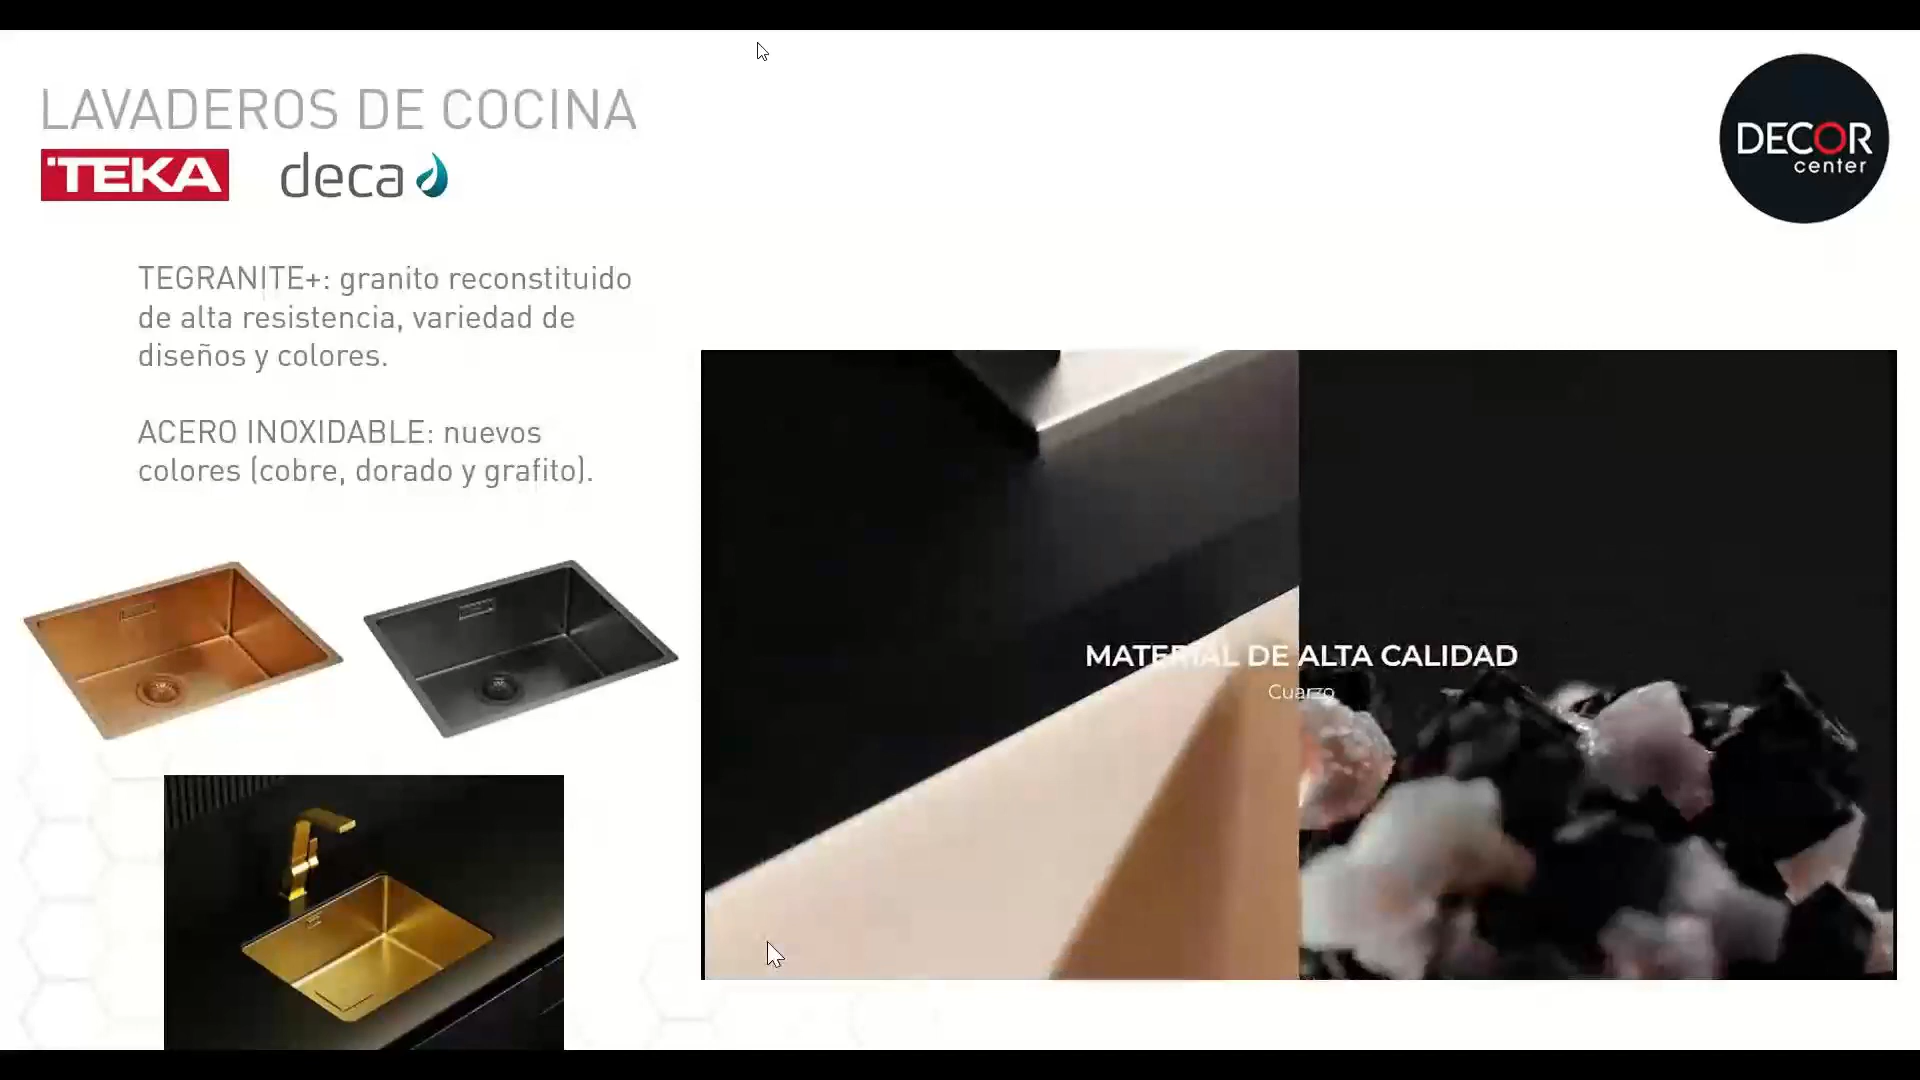 LAVADEROS DE COCINA
TEKA
deca
DECOR
center
TEGRANITE+: granito reconstituido
de alta resistencia, variedad de
diseños y colores.
ACERO INOXIDABLE: nuevos
colores (cobre, dorado y grafito).
MATERIAL DE ALTA CALIDAD
Cuarzo